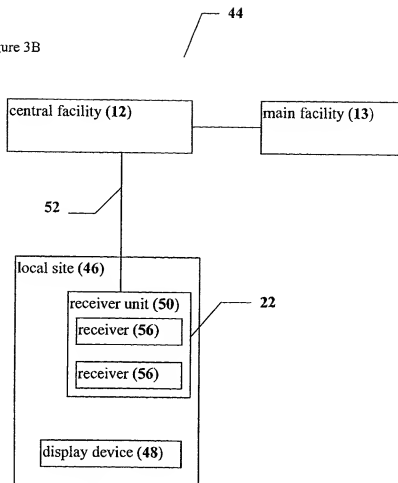 44
ure 3B
central facility (12)
main facility (13)
52
local site (46)
receiver unit (50)
22
receiver (56)
receiver (56)
display device (48)